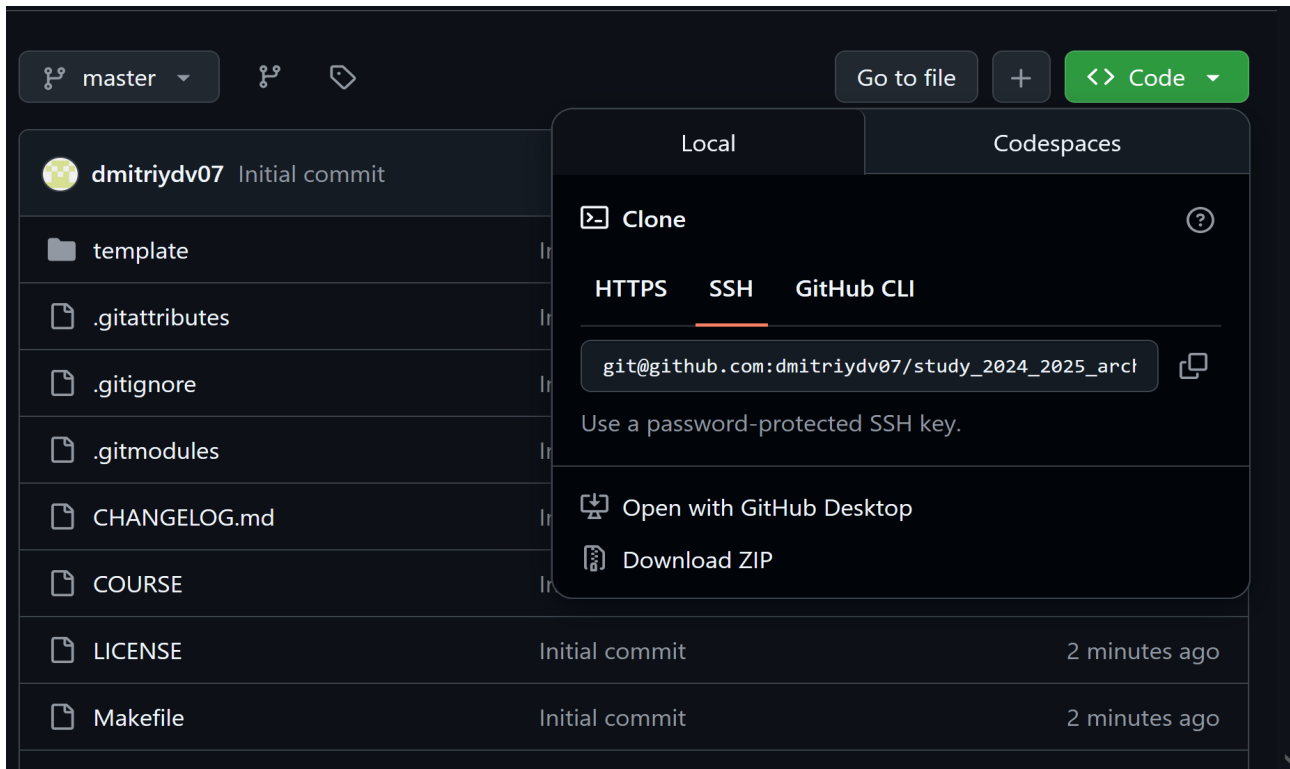 master
Go to file
Code
Local
Codespaces
dmitriydv07 Initial commit
Clone
template
HTTPS
SSH
GitHub CLI
.gitattributes
git@github.com:dmitriydv07/study_2024_2025_arch
.gitignore
Use a password-protected SSH key.
.gitmodules
Open with GitHub Desktop
CHANGELOG.md
Download ZIP
COURSE
LICENSE Initial commit 2 minutes ago
Makefile Initial commit 2 minutes ago